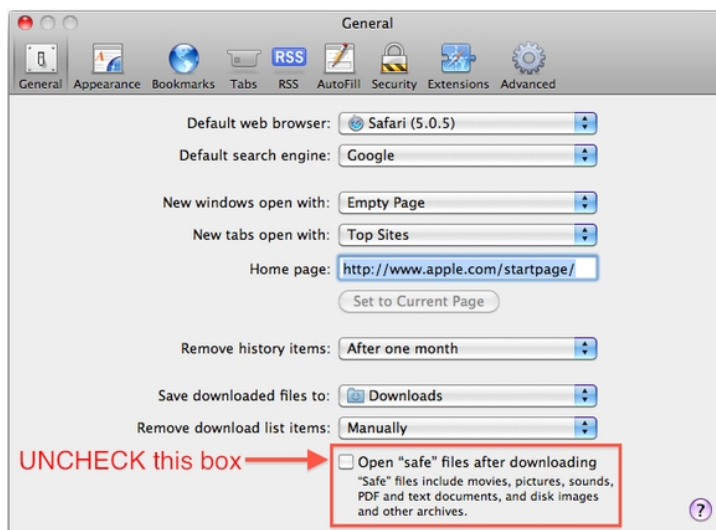 General
RSS
General Appearance Bookmarks Tabs RSS AutoFill Security Extensions Advanced
Default web browser: Safari (5.0.5)
Default search engine: Google
New windows open with: Empty Page
New tabs open with: Top Sites
Home page: http://www.apple.com/startpage/
Set to Current Page
Remove history items: After one month
Save downloaded files to: Downloads
Remove download list items: Manually
UNCHECK this box
Open “safe” files after downloading
“Safe” files include movies, pictures, sounds,
PDF and text documents, and disk images
and other archives.
?